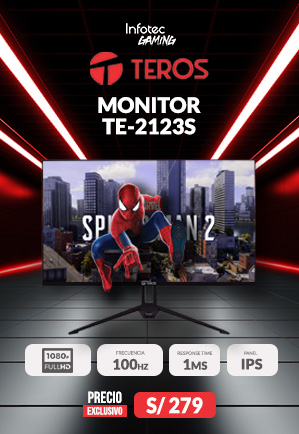 Infotec
GAMING
TEROS
MONITOR
TE-2123S
SPIDER-MAN 2
TEROS
1080p
FULLHD
FRECUENCIA
100HZ
RESPONSE TIME
1MS
PANEL
IPS
PRECIO
EXCLUSIVO
S/ 279